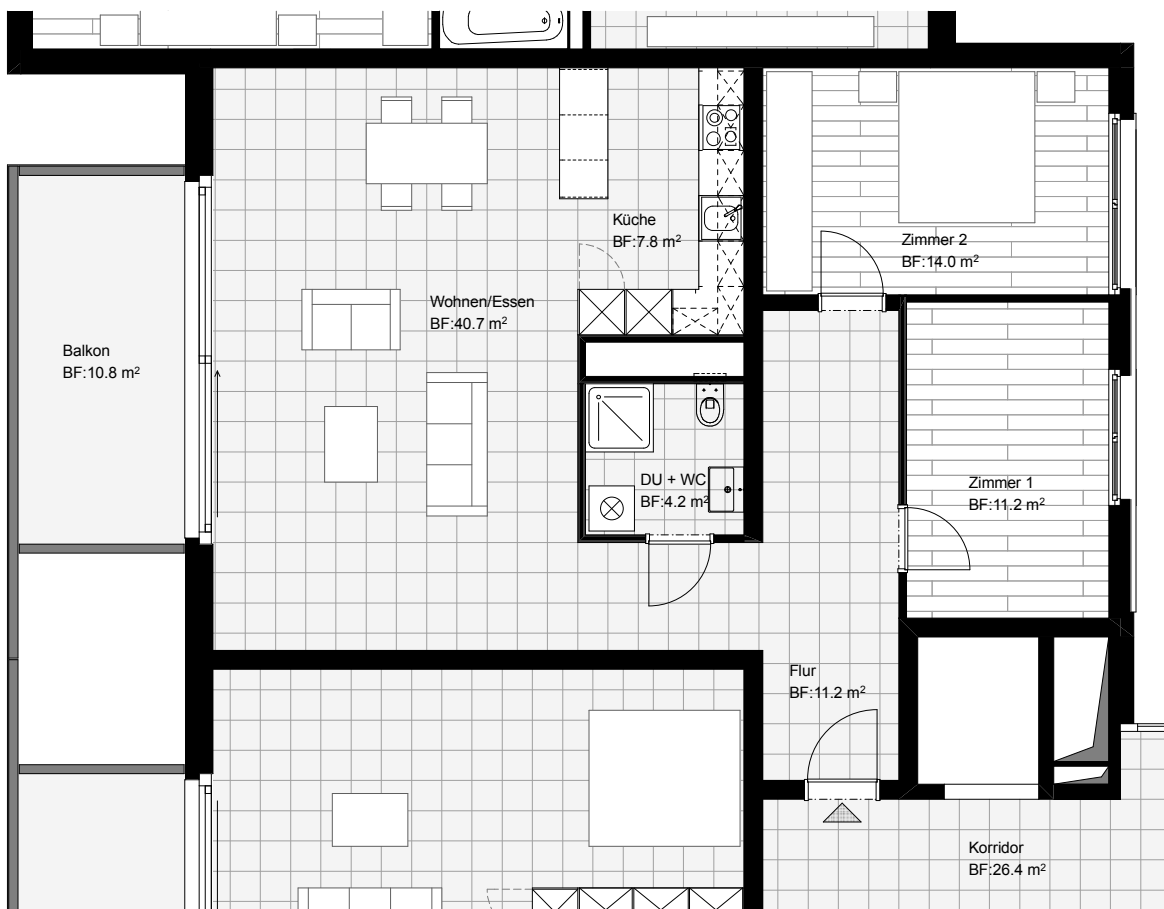 Küche
BF:7.8 m²
Zimmer 2
BF:14.0 m²
Wohnen/Essen
BF:40.7 m²
Balkon
BF:10.8 m²
DU + WC
BF:4.2 m²
Zimmer 1
BF:11.2 m²
Flur
BF:11.2 m²
Korridor
BF:26.4 m²